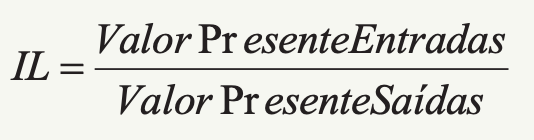 IL = Valor Pr esenteEntradas
Valor Pr esenteSaídas